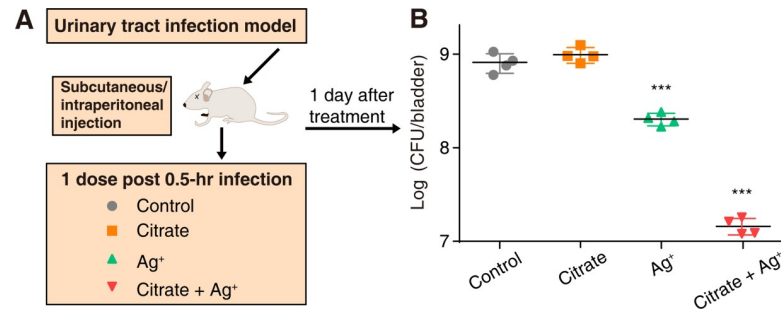 A
Urinary tract infection model
Subcutaneous/
intraperitoneal
injection
1 day after
treatment
1 dose post 0.5-hr infection
Control
Citrate
Ag⁺
Citrate + Ag⁺
B
Log (CFU/bladder)
9
8
7
***
***
Control
Citrate
Ag⁺
Citrate + Ag⁺